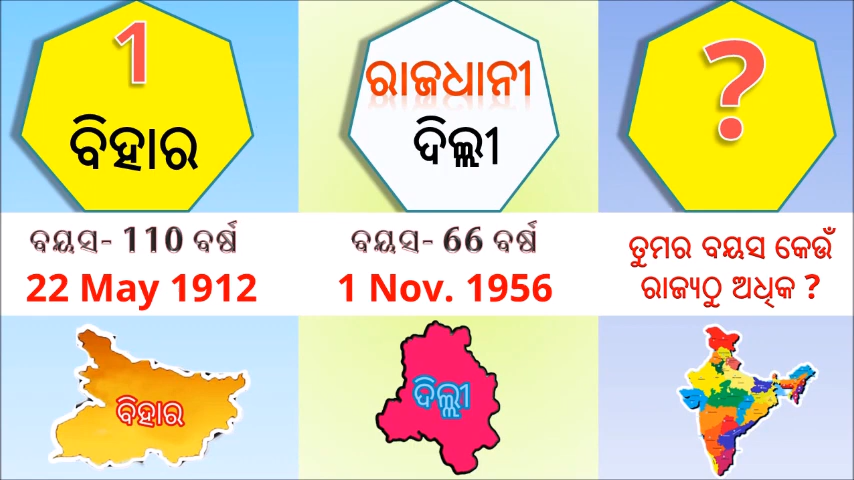 1
ବିହାର
ବୟସ- 110 ବର୍ଷ
22 May 1912
ବିହାର
ରାଜଧାନୀ
ଦିଲ୍ଲୀ
ବୟସ- 66 ବର୍ଷ
1 Nov. 1956
ଦିଲ୍ଲୀ
?
ତୁମର ବୟସ କେଉଁ
ରାଜ୍ୟଠୁ ଅଧିକ ?